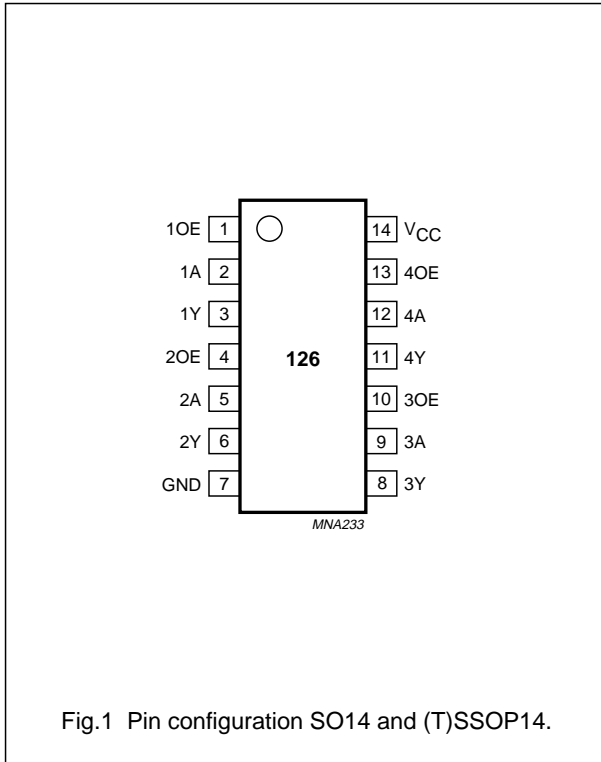 1OE 1 14 VCC
1A 2 13 4OE
1Y 3 12 4A
2OE 4 126 11 4Y
2A 5 10 3OE
2Y 6 9 3A
GND 7 8 3Y
MNA233
Fig.1 Pin configuration SO14 and (T)SSOP14.